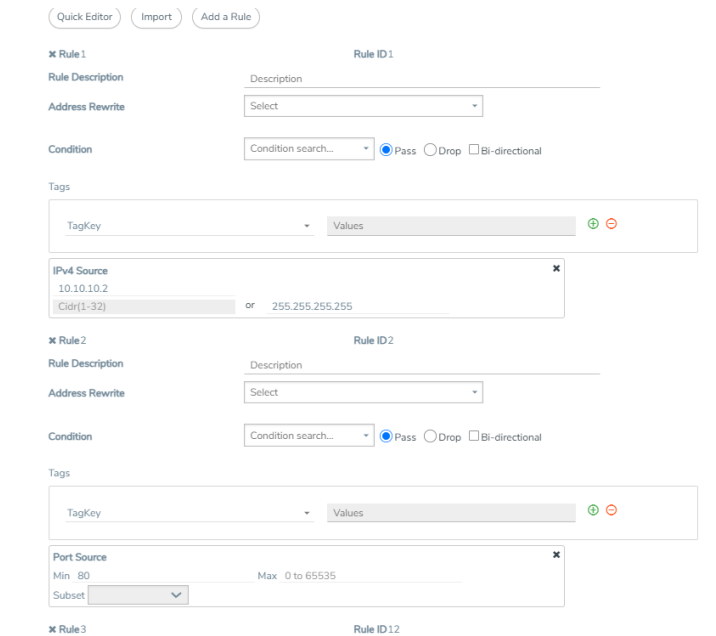 Quick Editor Import Add a Rule
✖ Rule1 Rule ID1
Rule Description Description
Address Rewrite Select
Condition Condition search... Pass Drop Bi-directional
Tags
TagKey Values
IPv4 Source
10.10.10.2
Cidr(1-32) or 255.255.255.255
✖ Rule2 Rule ID2
Rule Description Description
Address Rewrite Select
Condition Condition search... Pass Drop Bi-directional
Tags
TagKey Values
Port Source
Min 80 Max 0 to 65535
Subset
✖ Rule3 Rule ID12